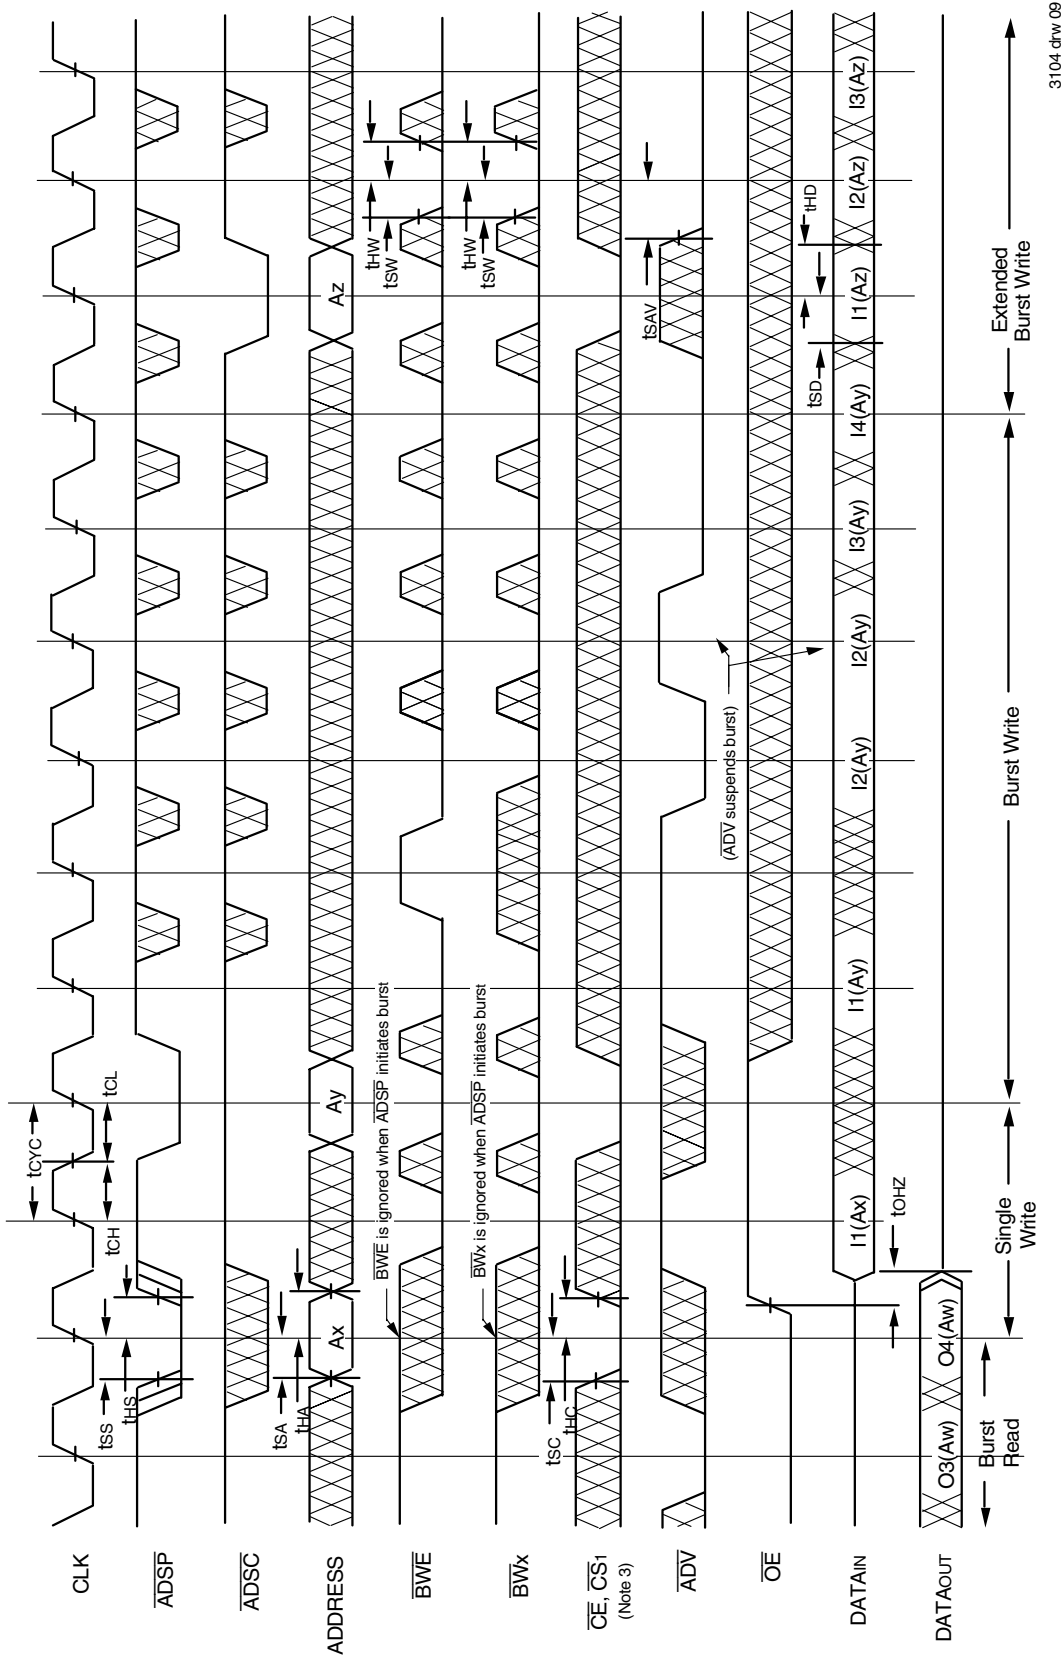 CLK
tCYC
tCH
tCL
tSS
tHS
ADSP
ADSC
tSA
tHA
ADDRESS
Ax
Ay
Az
BWE is ignored when ADSP initiates burst
tHW
tSW
BWE
BWx is ignored when ADSP initiates burst
tHW
tSW
BWx
tSC
tHC
CE, CS1
(Note 3)
tSAV
ADV
(ADV suspends burst)
OE
tSD
tHD
DATAIN
I1(Ax)
I1(Ay)
I2(Ay)
I2(Ay)
I3(Ay)
I4(Ay)
I1(Az)
I2(Az)
I3(Az)
tOHZ
DATAOUT
O3(Aw)
O4(Aw)
Burst
Read
Single
Write
Burst Write
Extended
Burst Write
3104 drw 09